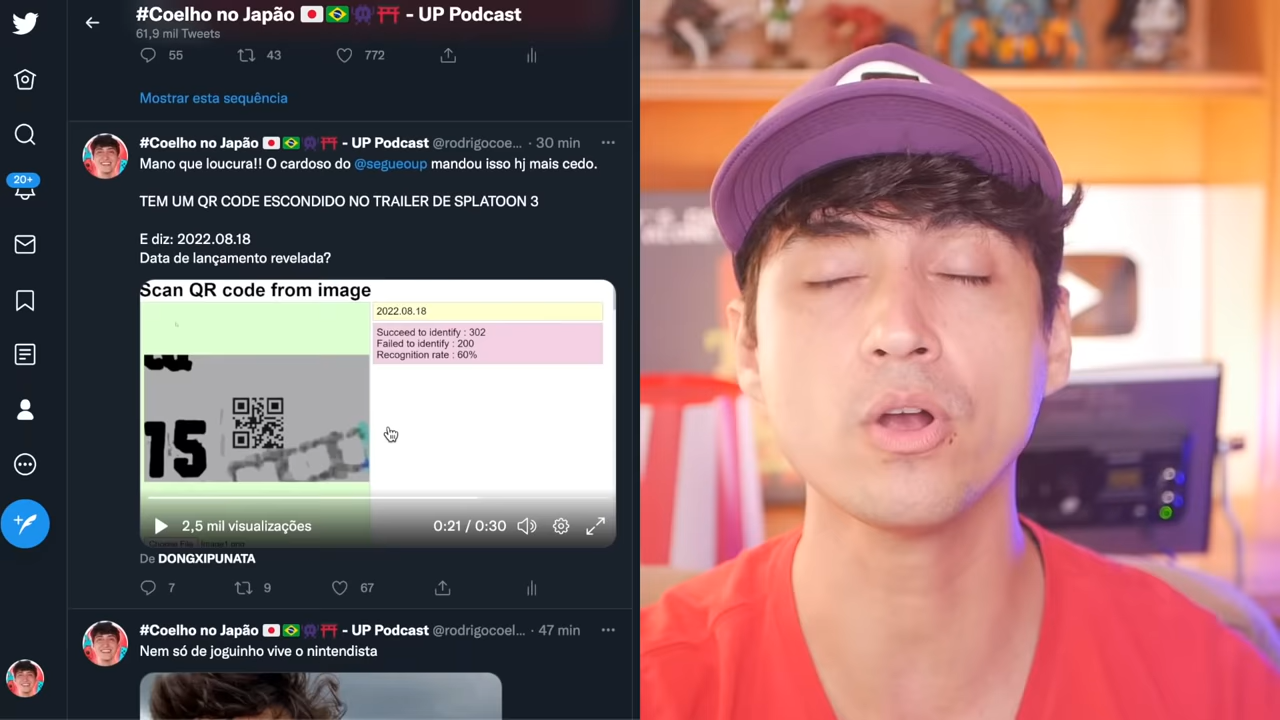 #Coelho no Japão 🇯🇵🇧🇷👾⛩️ - UP Podcast
61,9 mil Tweets
55 43 772
Mostrar esta sequência
#Coelho no Japão 🇯🇵🇧🇷👾⛩️ - UP Podcast @rodrigocoe... · 30 min
Mano que loucura!! O cardoso do @segueoup mandou isso hj mais cedo.
TEM UM QR CODE ESCONDIDO NO TRAILER DE SPLATOON 3
E diz: 2022.08.18
Data de lançamento revelada?
Scan QR code from image
2022.08.18
Succeed to identify : 302
Failed to identify : 200
Recognition rate : 60%
15
2,5 mil visualizações 0:21 / 0:30
De DONGXIPUNATA
7 9 67
#Coelho no Japão 🇯🇵🇧🇷👾⛩️ - UP Podcast @rodrigocoel... · 47 min
Nem só de joguinho vive o nintendista
20+